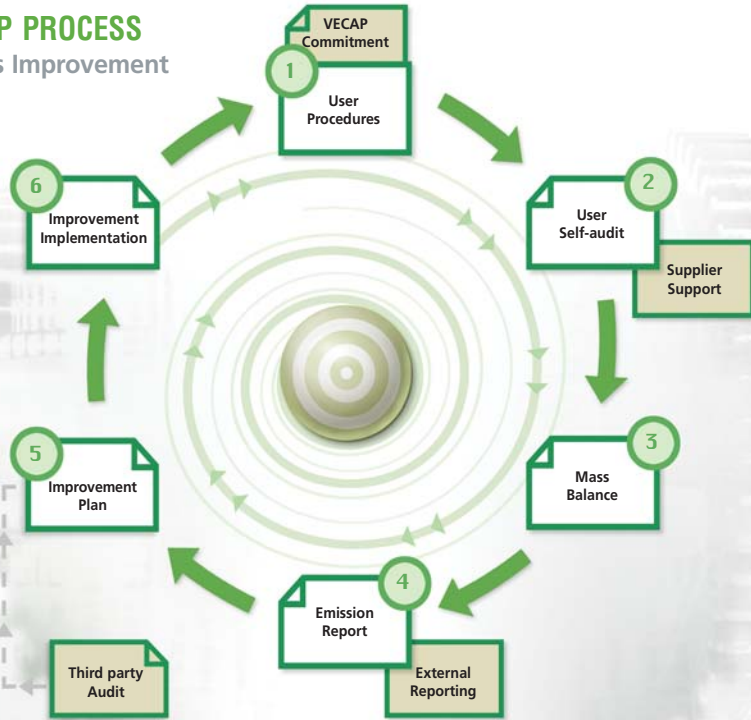 P PROCESS
s Improvement
VECAP
Commitment
1
User
Procedures
2
User
Self-audit
Supplier
Support
3
Mass
Balance
4
Emission
Report
External
Reporting
5
Improvement
Plan
Third party
Audit
6
Improvement
Implementation